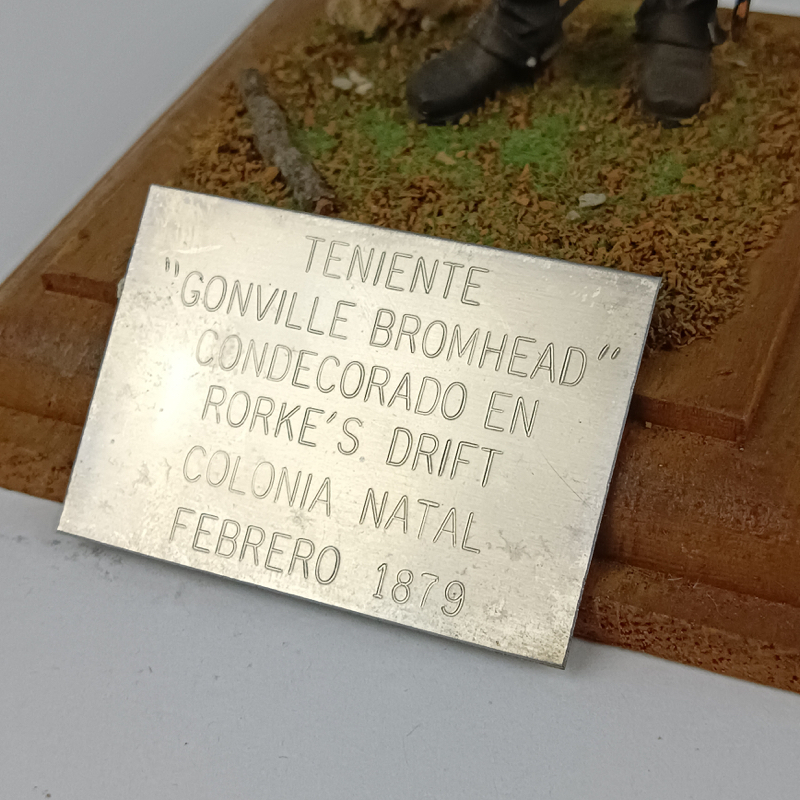 TENIENTE
"GONVILLE BROMHEAD"
CONDECORADO EN
RORKE'S DRIFT
COLONIA NATAL
FEBRERO 1879